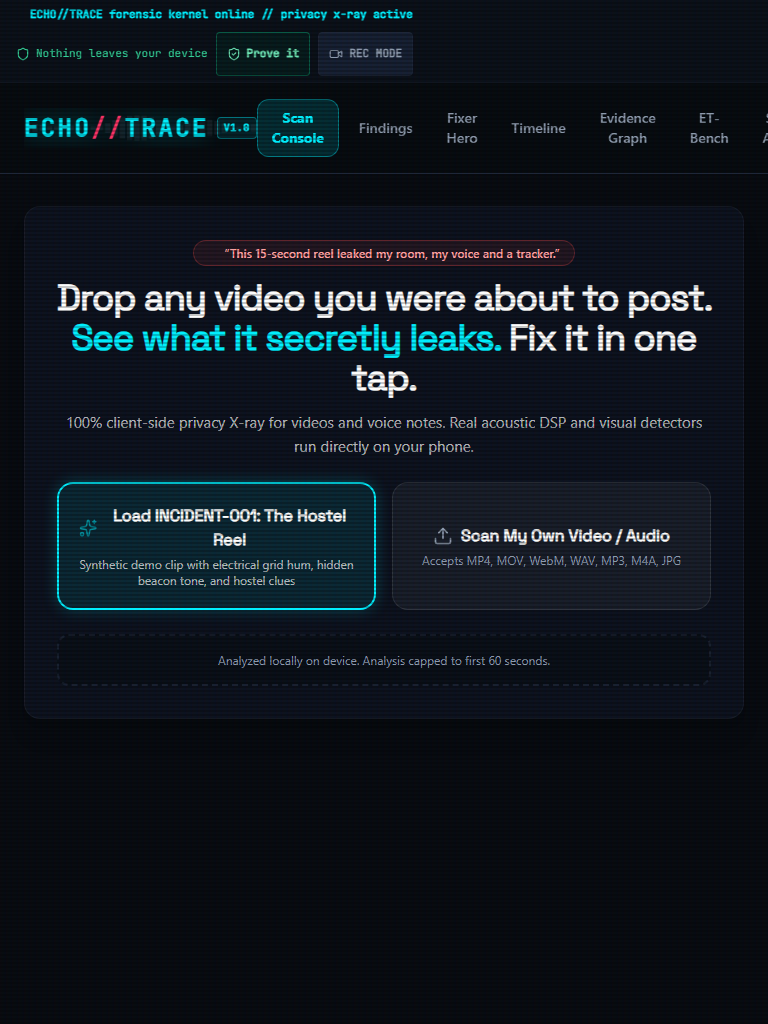 ECHO//TRACE forensic kernel online // privacy x-ray active
Nothing leaves your device
Prove it
REC MODE
ECHO//TRACE
V1.0
Scan
Console
Findings
Fixer
Hero
Timeline
Evidence
Graph
ET-
Bench
“This 15-second reel leaked my room, my voice and a tracker.”
Drop any video you were about to post.
See what it secretly leaks. Fix it in one
tap.
100% client-side privacy X-ray for videos and voice notes. Real acoustic DSP and visual detectors
run directly on your phone.
Load INCIDENT-001: The Hostel
Reel
Synthetic demo clip with electrical grid hum, hidden
beacon tone, and hostel clues
Scan My Own Video / Audio
Accepts MP4, MOV, WebM, WAV, MP3, M4A, JPG
Analyzed locally on device. Analysis capped to first 60 seconds.